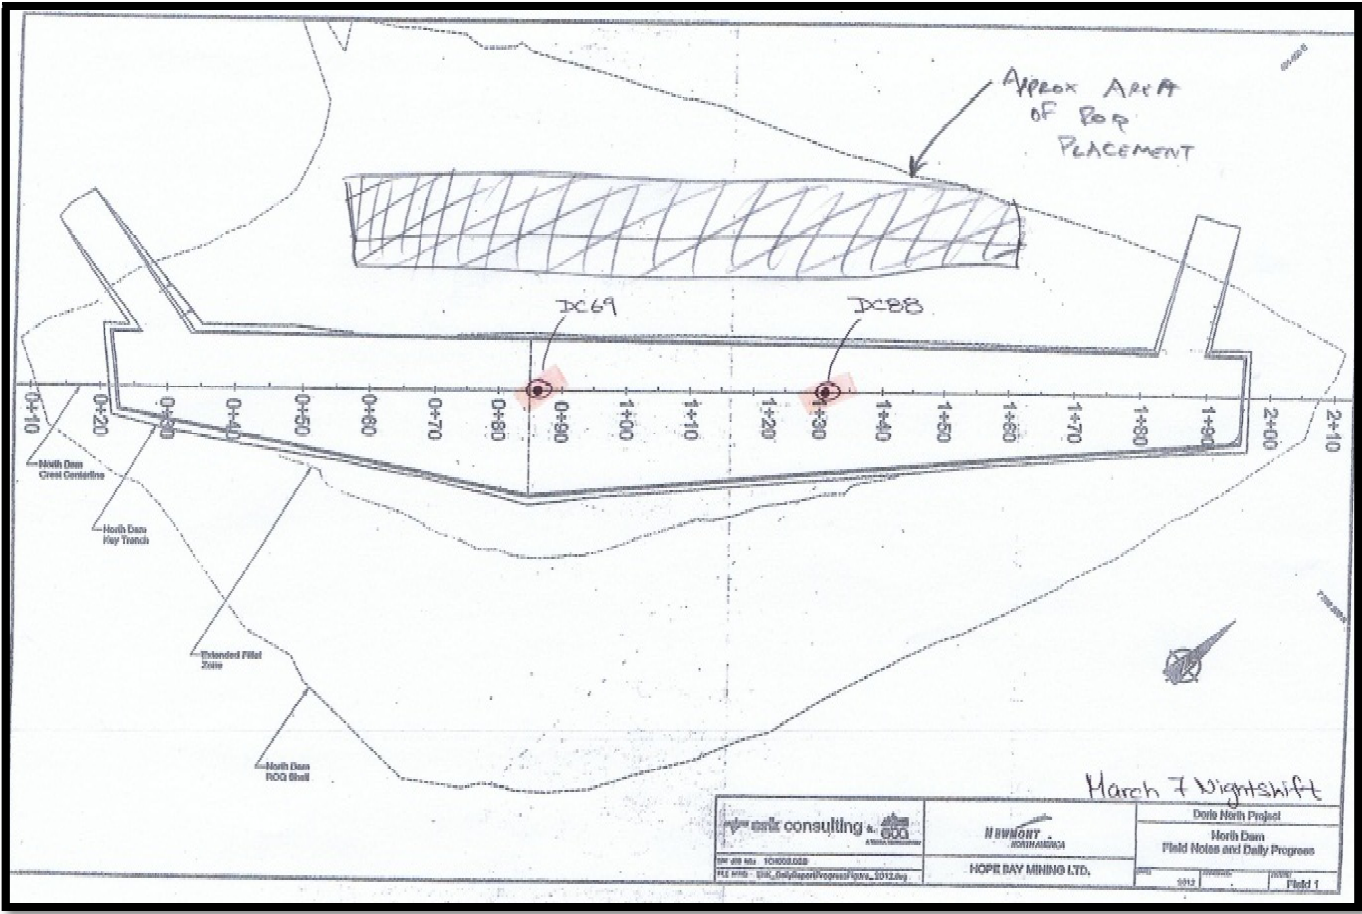 Approx AREA
OF ROQ
PLACEMENT
DC69
DC88
0+10
0+20
0+30
0+40
0+50
0+60
0+70
0+80
0+90
1+00
1+10
1+20
1+30
1+40
1+50
1+60
1+70
1+80
1+90
2+00
2+10
North Dam
Crest Centerline
North Dam
Key Trench
Extended Fillet
Zone
North Dam
ROQ Shell
March 7 Nightshift
srk consulting &
EBA
NEWMONT
NORTH AMERICA
HOPE BAY MINING LTD.
Doris North Project
North Dam
Field Notes and Daily Progress
2012
Field 1